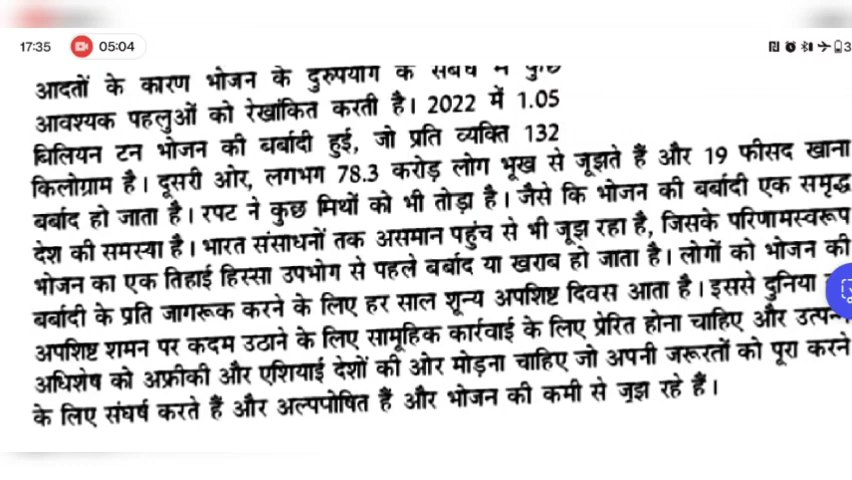 17:35 05:04 3
आदतों के कारण भोजन के दुरुपयोग के संबंध में कुछ
आवश्यक पहलुओं को रेखांकित करती है। 2022 में 1.05
बिलियन टन भोजन की बर्बादी हुई, जो प्रति व्यक्ति 132
किलोग्राम है। दूसरी ओर, लगभग 78.3 करोड़ लोग भूख से जूझते हैं और 19 फीसद खाना
बर्बाद हो जाता है। रपट ने कुछ मिथों को भी तोड़ा है। जैसे कि भोजन की बर्बादी एक समृद्ध
देश की समस्या है। भारत संसाधनों तक असमान पहुंच से भी जूझ रहा है, जिसके परिणामस्वरूप
भोजन का एक तिहाई हिस्सा उपभोग से पहले बर्बाद या खराब हो जाता है। लोगों को भोजन की
बर्बादी के प्रति जागरूक करने के लिए हर साल शून्य अपशिष्ट दिवस आता है। इससे दुनिया
अपशिष्ट शमन पर कदम उठाने के लिए सामूहिक कार्रवाई के लिए प्रेरित होना चाहिए और उत्पन्न
अधिशेष को अफ्रीकी और एशियाई देशों की ओर मोड़ना चाहिए जो अपनी जरूरतों को पूरा करने
के लिए संघर्ष करते हैं और अल्पपोषित हैं और भोजन की कमी से जूझ रहे हैं।